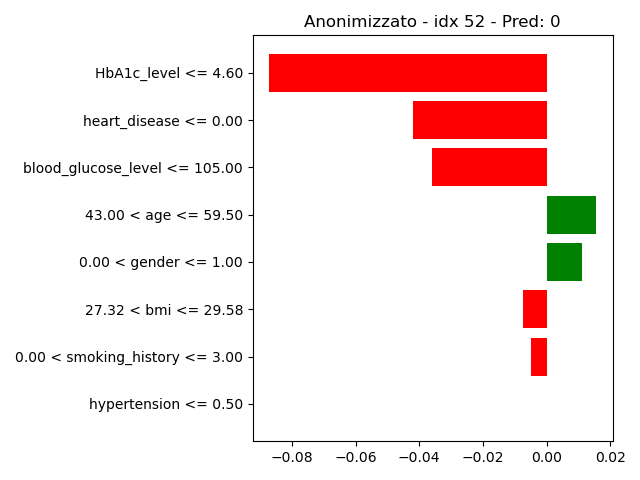 Anonimizzato - idx 52 - Pred: 0
HbA1c_level <= 4.60
heart_disease <= 0.00
blood_glucose_level <= 105.00
43.00 < age <= 59.50
0.00 < gender <= 1.00
27.32 < bmi <= 29.58
0.00 < smoking_history <= 3.00
hypertension <= 0.50
−0.08 −0.06 −0.04 −0.02 0.00 0.02